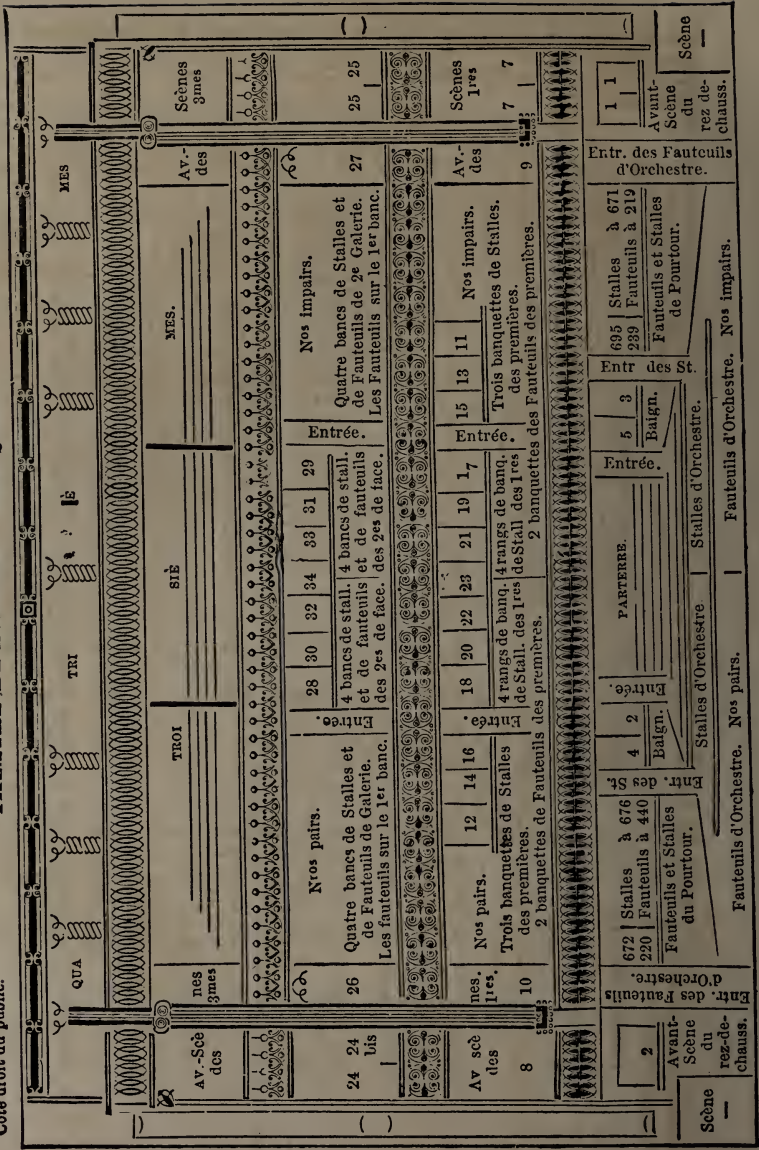 Côté droit du public.
QUA TRI È MES
AV.-Scè nes TROI SIÈ MES. Av.- Scènes
des 3mes des 3mes
24 24 26 Nros pairs. Entrée. 28 30 32 34 33 31 29 Entrée. Nos impairs. 27 25 25
bis
Quatre bancs de Stalles et
de Fauteuils de Galerie.
Les fauteuils sur le 1er banc.
4 bancs de stall.
et de fauteuils
des 2es de face.
4 bancs de stall.
et de fauteuils
des 2es de face.
Quatre bancs de Stalles et
de Fauteuils de 2e Galerie.
Les Fauteuils sur le 1er banc.
Av scè nes. Av.- Scènes
des 1res des 1res
8 10 Nos pairs. 12 14 16 Entrée. 18 20 22 23 21 19 17 Entrée. 15 13 11 Nos impairs. 9 7 7
Trois banquettes de Stalles
des premières.
4 rangs de banq.
de Stall. des 1res
4 rangs de banq.
de Stall des 1res
Trois banquettes de Stalles.
des premières.
2 banquettes de Fauteuils des premières.
2 banquettes des Fauteuils des premières.
2
Avant-
Scène
du
rez-de-
chauss.
Entr. des Fauteuils
d'Orchestre.
672 Stalles à 676
220 Fauteuils à 440
Fauteuils et Stalles
du Pourtour.
Entr. des St.
4 2
Baign.
Entrée.
PARTERRE.
Entrée.
5 3
Baign.
Entr des St.
695 Stalles à 671
239 Fauteuils à 219
Fauteuils et Stalles
de Pourtour.
Entr. des Fauteuils
d'Orchestre.
1 1
Avant-
Scène
du
rez de-
chauss.
Stalles d'Orchestre Stalles d'Orchestre.
Scène Fauteuils d'Orchestre. Nos pairs. Fauteuils d'Orchestre. Nos impairs. Scène